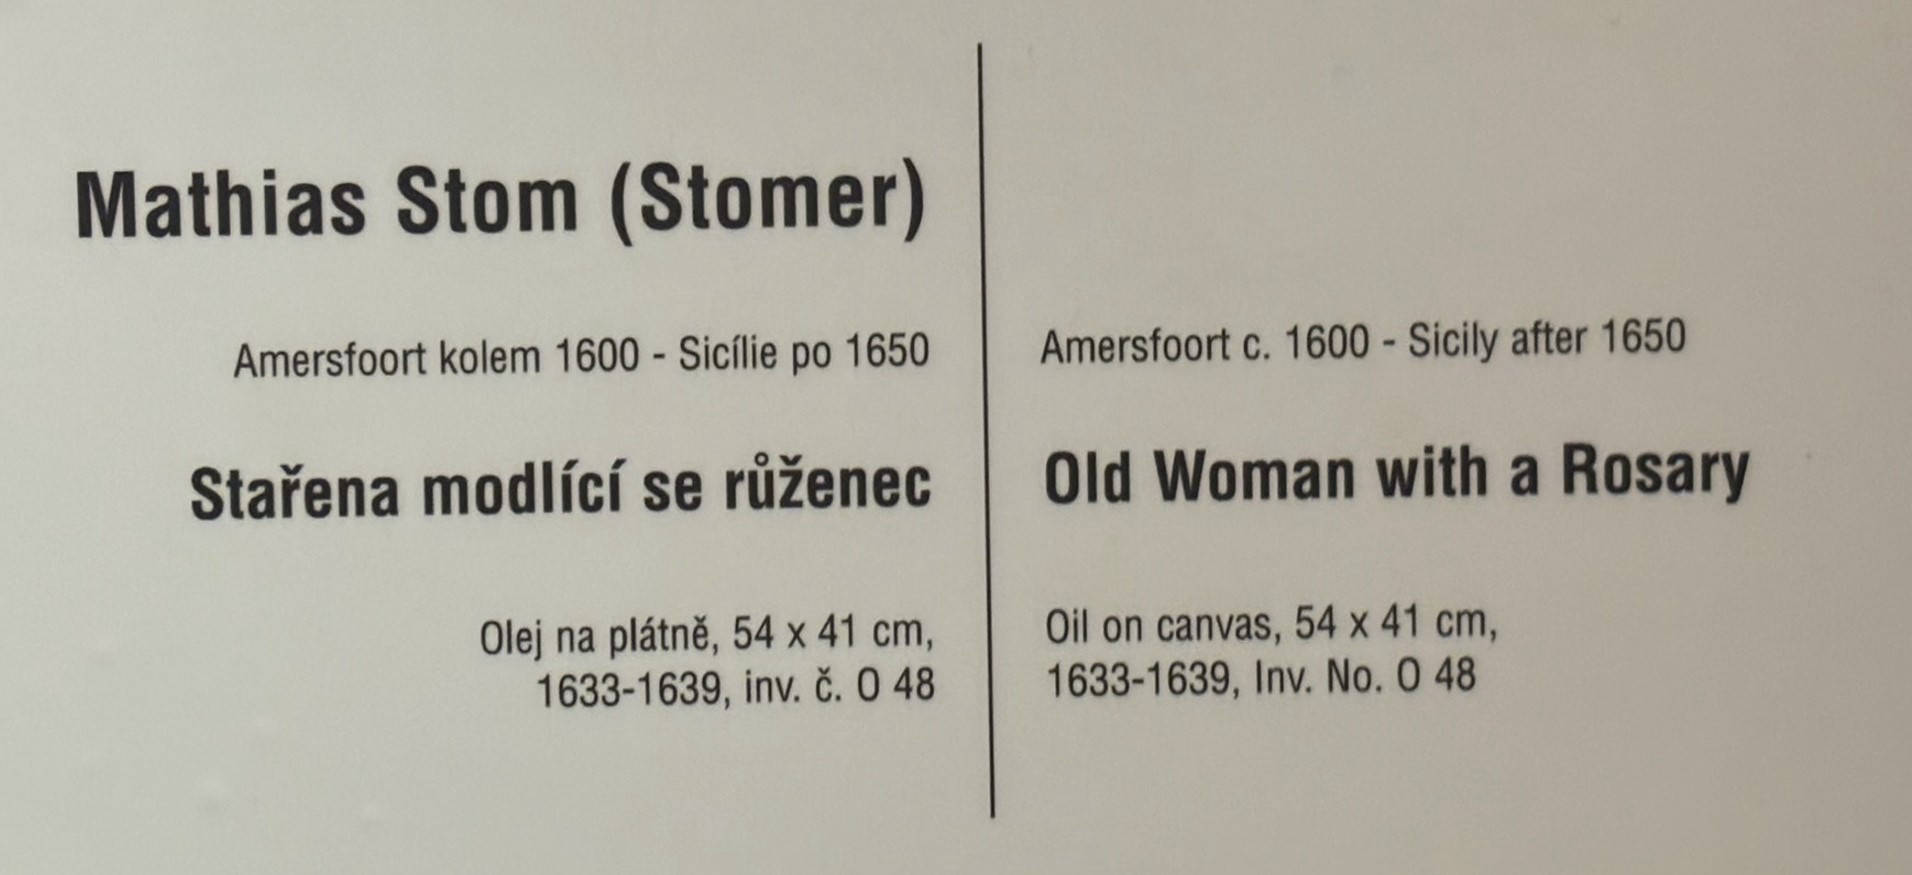 Mathias Stom (Stomer)
Amersfoort kolem 1600 - Sicílie po 1650
Stařena modlící se růženec
Olej na plátně, 54 x 41 cm,
1633-1639, inv. č. O 48
Amersfoort c. 1600 - Sicily after 1650
Old Woman with a Rosary
Oil on canvas, 54 x 41 cm,
1633-1639, Inv. No. O 48